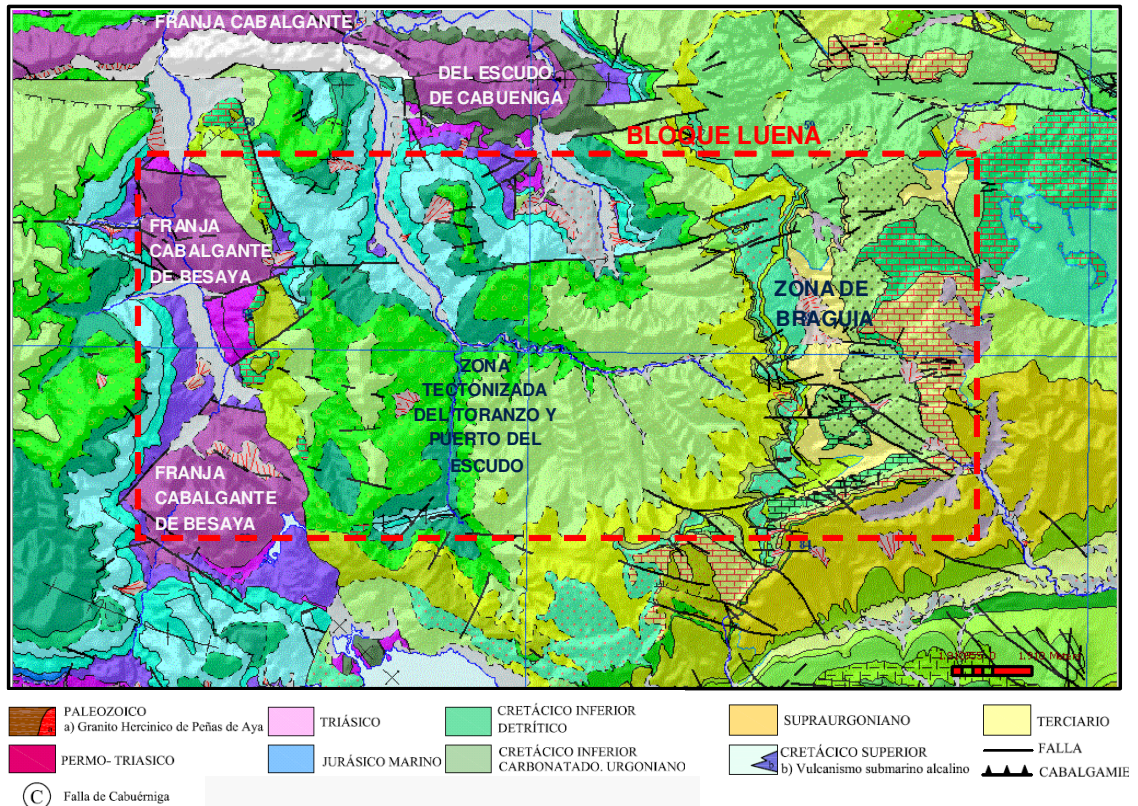 FRANJA CABALGANTE
DEL ESCUDO
DE CABUENIGA
BLOQUE LUENA
FRANJA
CABALGANTE
DE BESAYA
ZONA DE
BRAGUIA
ZONA
TECTONIZADA
DEL TORANZO Y
PUERTO DEL
ESCUDO
FRANJA
CABALGANTE
DE BESAYA
PALEOZOICO
a) Granito Hercinico de Peñas de Aya
TRIÁSICO
CRETÁCICO INFERIOR
DETRÍTICO
SUPRAURGONIANO
TERCIARIO
PERMO- TRIASICO
JURÁSICO MARINO
CRETÁCICO INFERIOR
CARBONATADO. URGONIANO
CRETÁCICO SUPERIOR
b) Vulcanismo submarino alcalino
FALLA
CABALGAMIE
C Falla de Cabuérniga